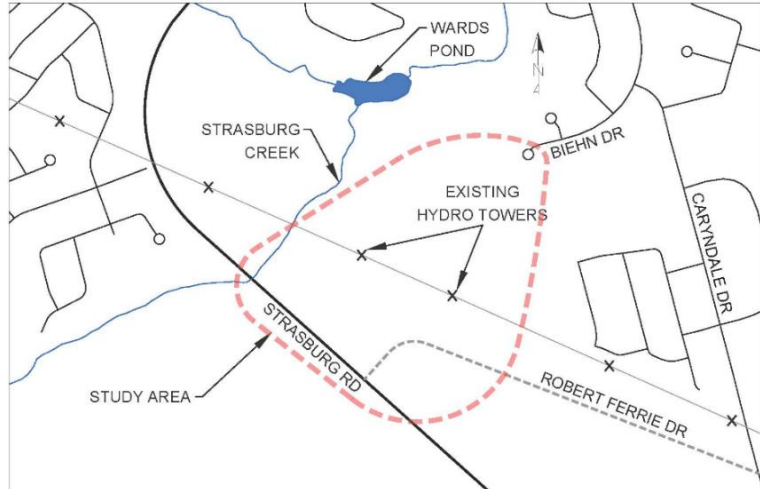 WARDS
POND
STRASBURG
CREEK
BIEHN DR
EXISTING
HYDRO TOWERS
CARYNDALE DR
STRASBURG RD
STUDY AREA
ROBERT FERRIE DR